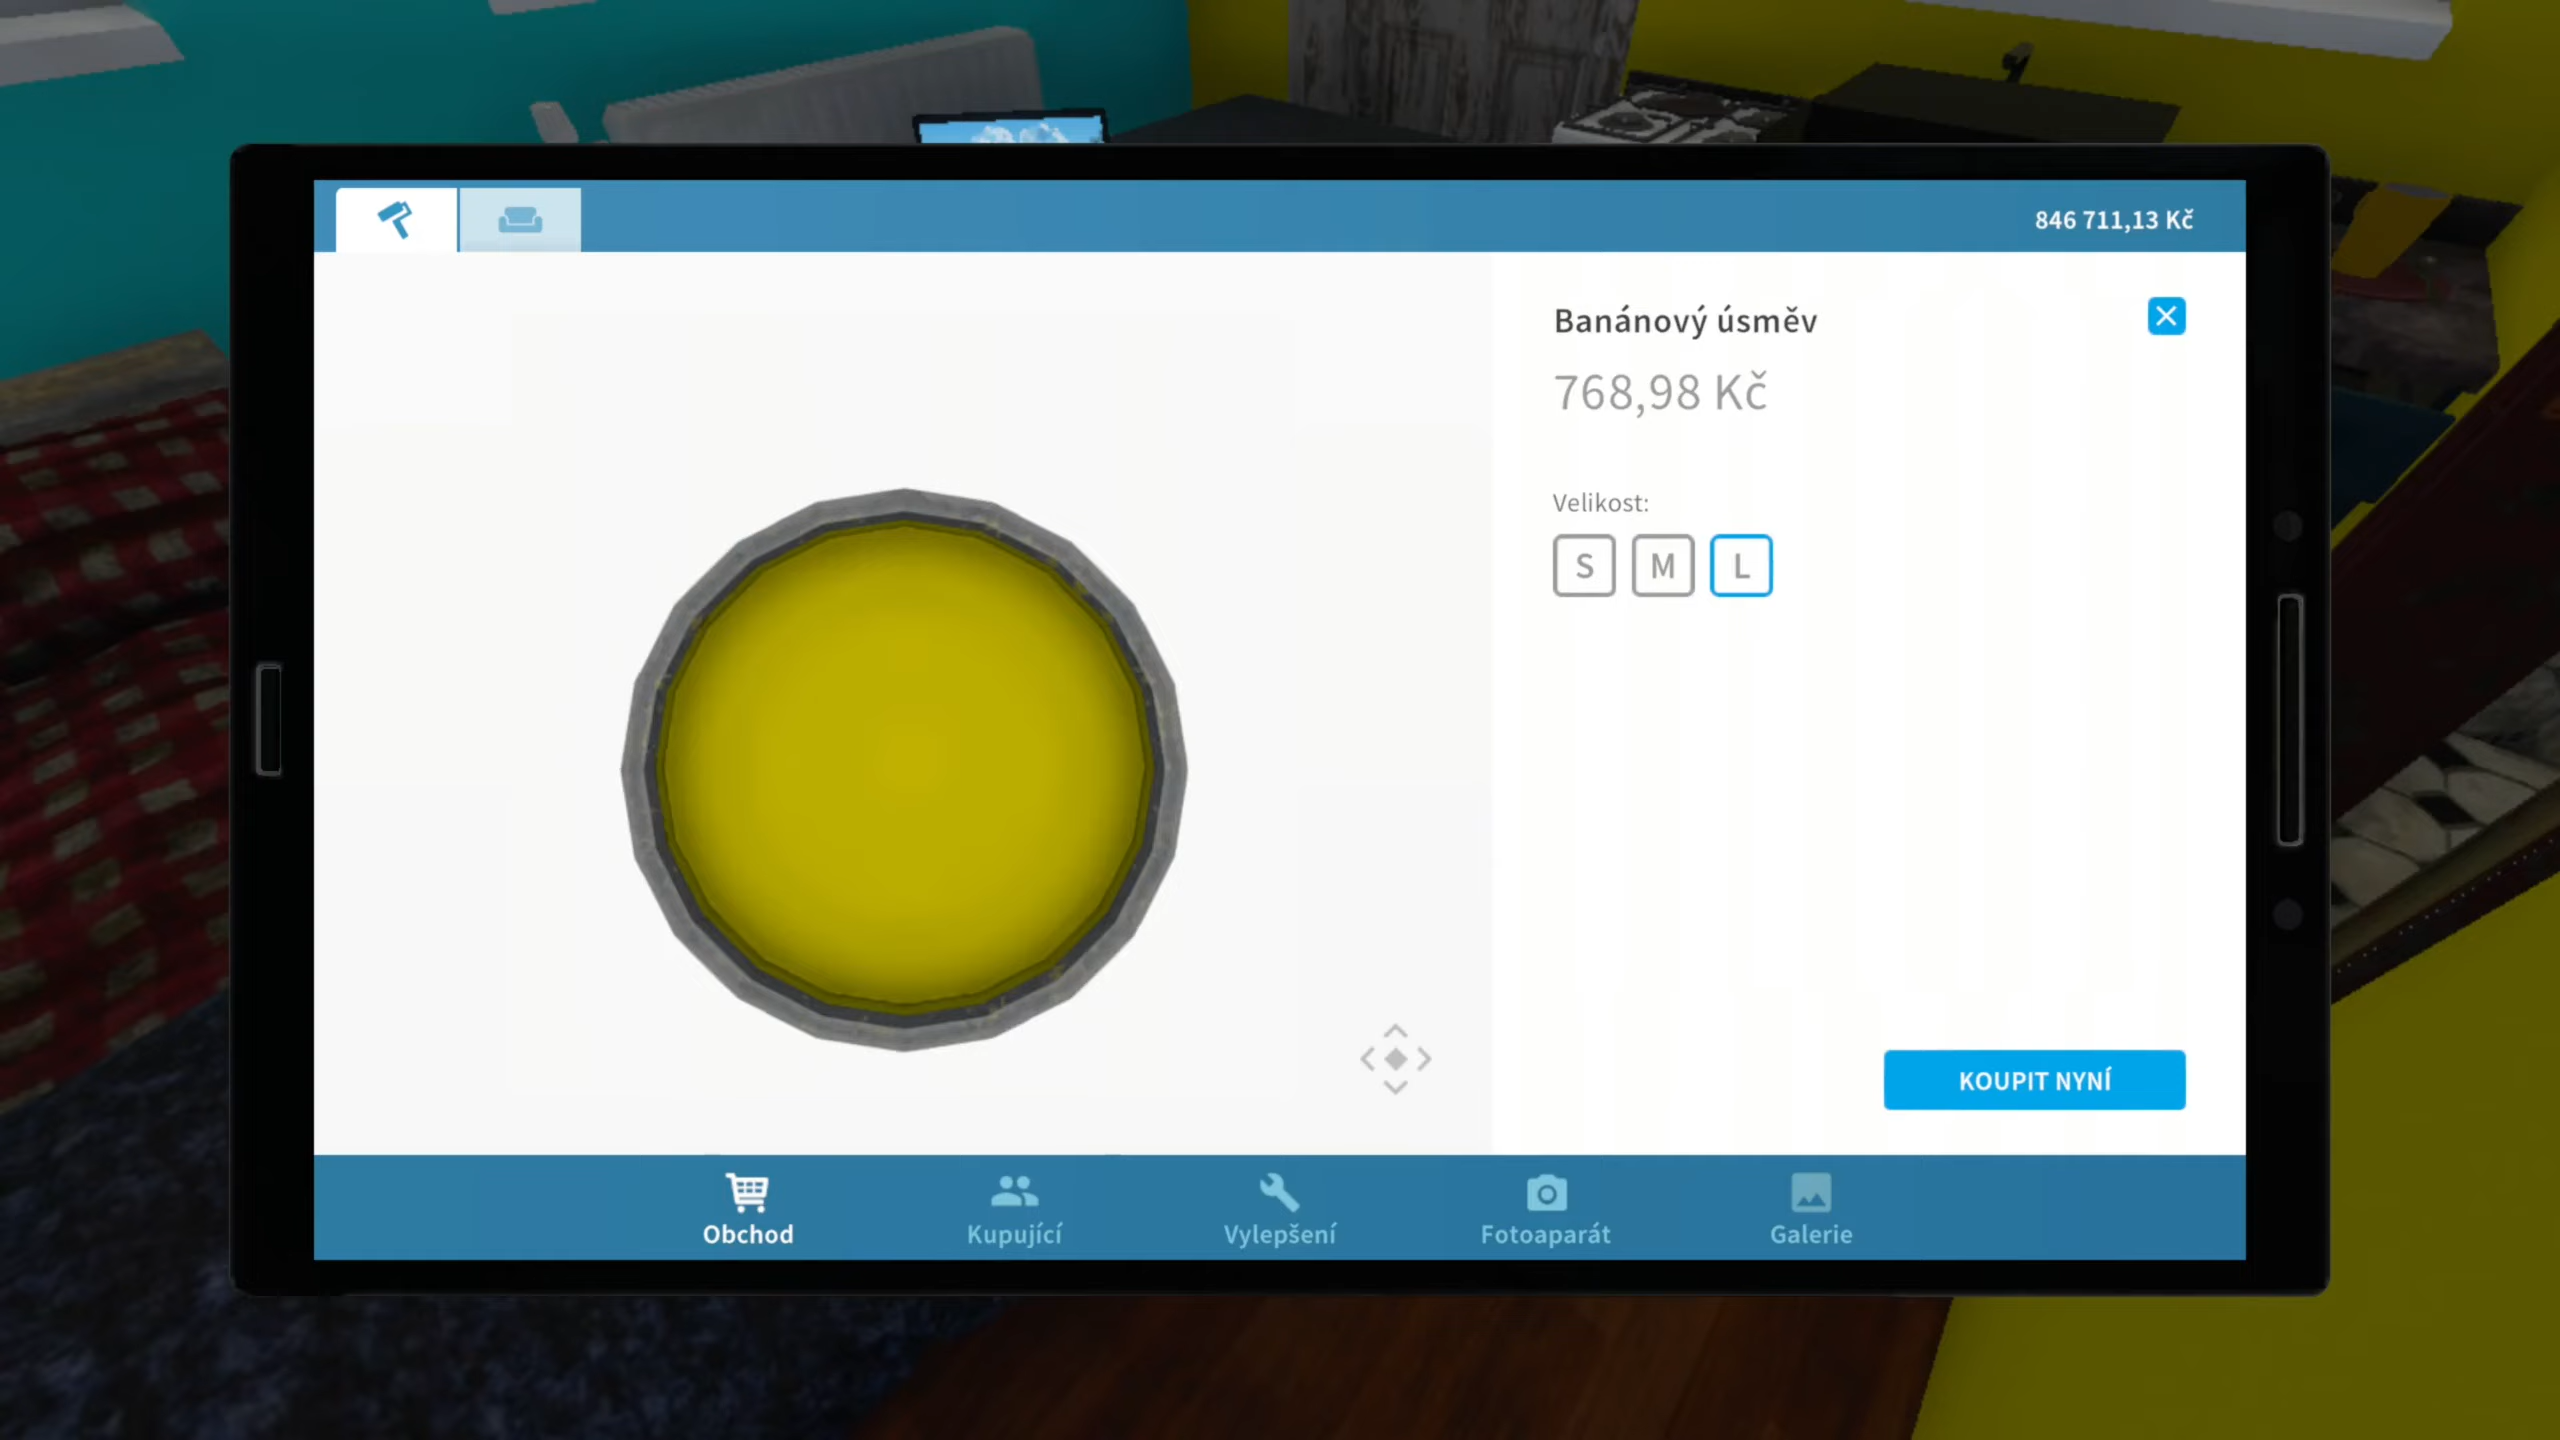 846 711,13 Kč
Banánový úsměv
768,98 Kč
Velikost:
S M L
KOUPIT NYNÍ
Obchod Kupující Vylepšení Fotoaparát Galerie